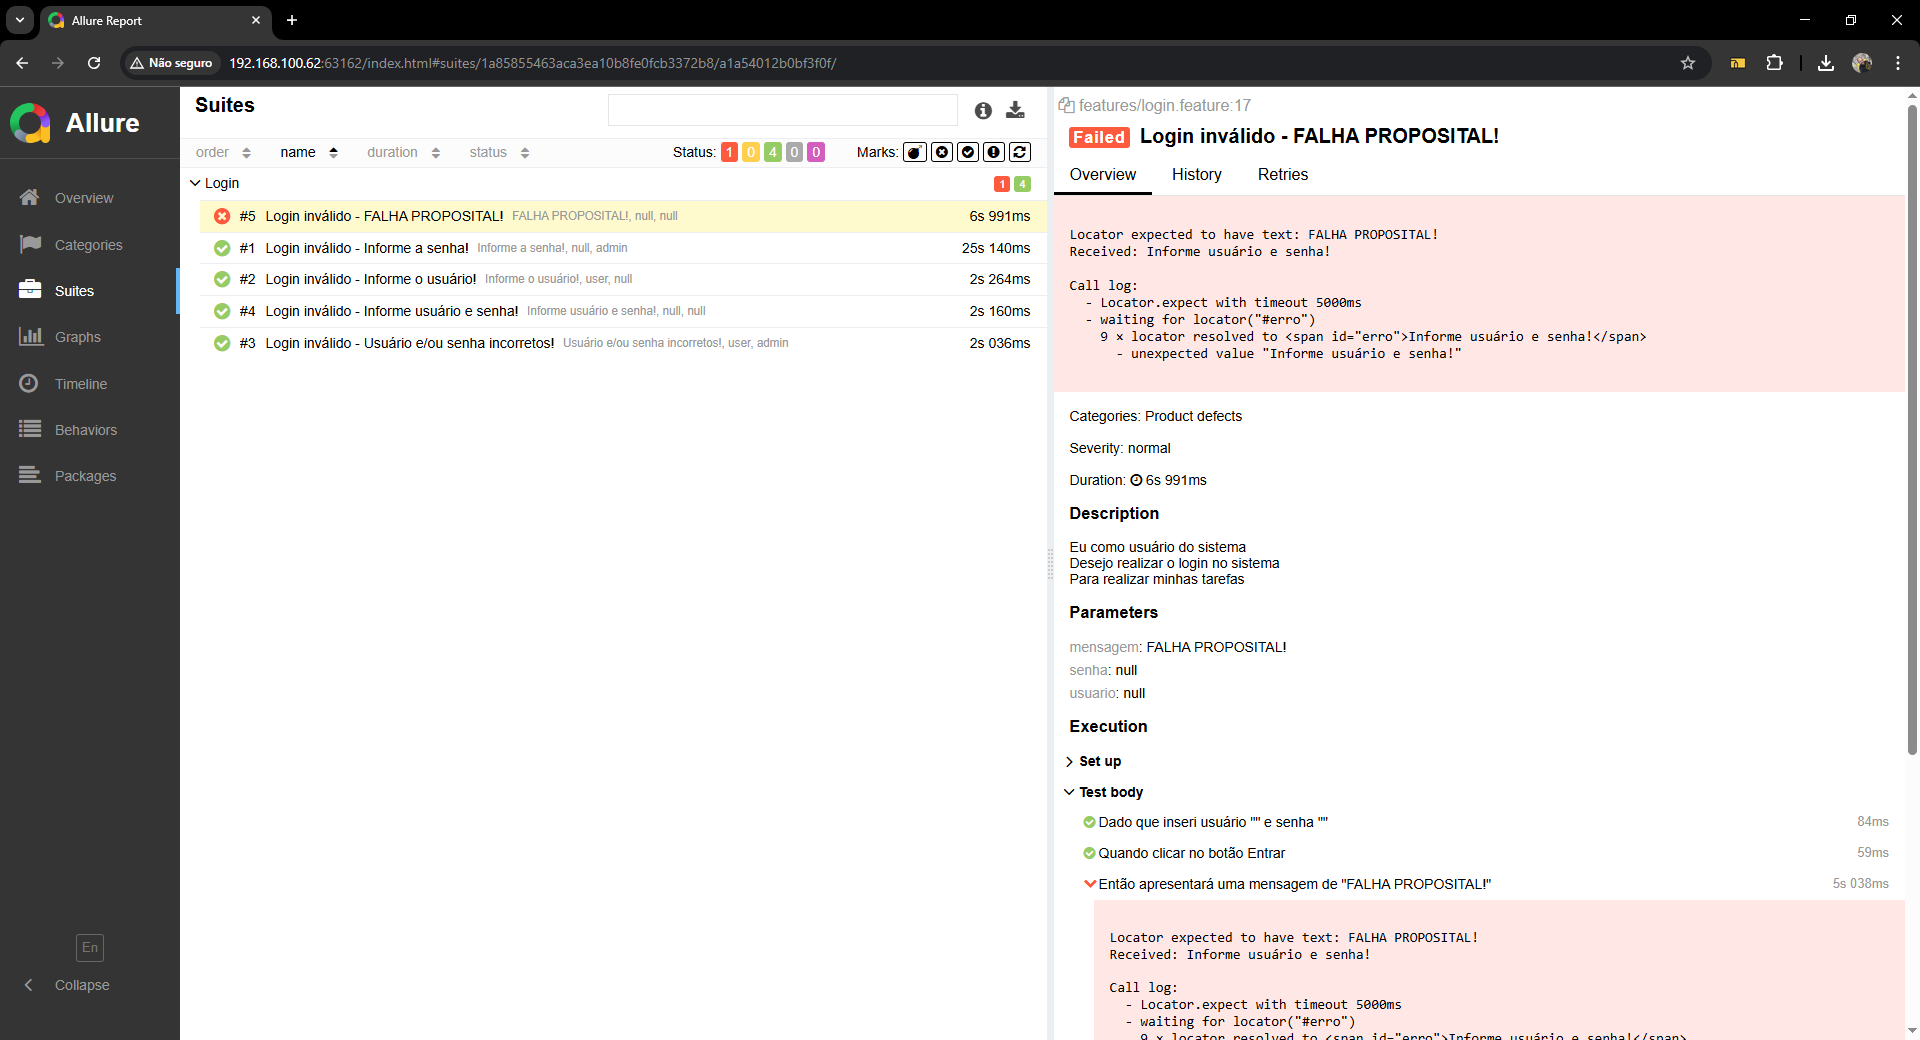 Allure Report
Não seguro
192.168.100.62:63162/index.html#suites/1a85855463aca3ea10b8fe0fcb3372b8/a1a54012b0bf3f0f/
Allure
Overview
Categories
Suites
Graphs
Timeline
Behaviors
Packages
En
Collapse
Suites
order name duration status Status: 1 0 4 0 0 Marks:
Login 1 4
#5 Login inválido - FALHA PROPOSITAL! FALHA PROPOSITAL!, null, null 6s 991ms
#1 Login inválido - Informe a senha! Informe a senha!, null, admin 25s 140ms
#2 Login inválido - Informe o usuário! Informe o usuário!, user, null 2s 264ms
#4 Login inválido - Informe usuário e senha! Informe usuário e senha!, null, null 2s 160ms
#3 Login inválido - Usuário e/ou senha incorretos! Usuário e/ou senha incorretos!, user, admin 2s 036ms
features/login.feature:17
Failed Login inválido - FALHA PROPOSITAL!
Overview History Retries
Locator expected to have text: FALHA PROPOSITAL!
Received: Informe usuário e senha!
Call log:
- Locator.expect with timeout 5000ms
- waiting for locator("#erro")
9 × locator resolved to <span id="erro">Informe usuário e senha!</span>
- unexpected value "Informe usuário e senha!"
Categories: Product defects
Severity: normal
Duration: 6s 991ms
Description
Eu como usuário do sistema
Desejo realizar o login no sistema
Para realizar minhas tarefas
Parameters
mensagem: FALHA PROPOSITAL!
senha: null
usuario: null
Execution
Set up
Test body
Dado que inseri usuário "" e senha "" 84ms
Quando clicar no botão Entrar 59ms
Então apresentará uma mensagem de "FALHA PROPOSITAL!" 5s 038ms
Locator expected to have text: FALHA PROPOSITAL!
Received: Informe usuário e senha!
Call log:
- Locator.expect with timeout 5000ms
- waiting for locator("#erro")
9 × locator resolved to <span id="erro">Informe usuário e senha!</span>